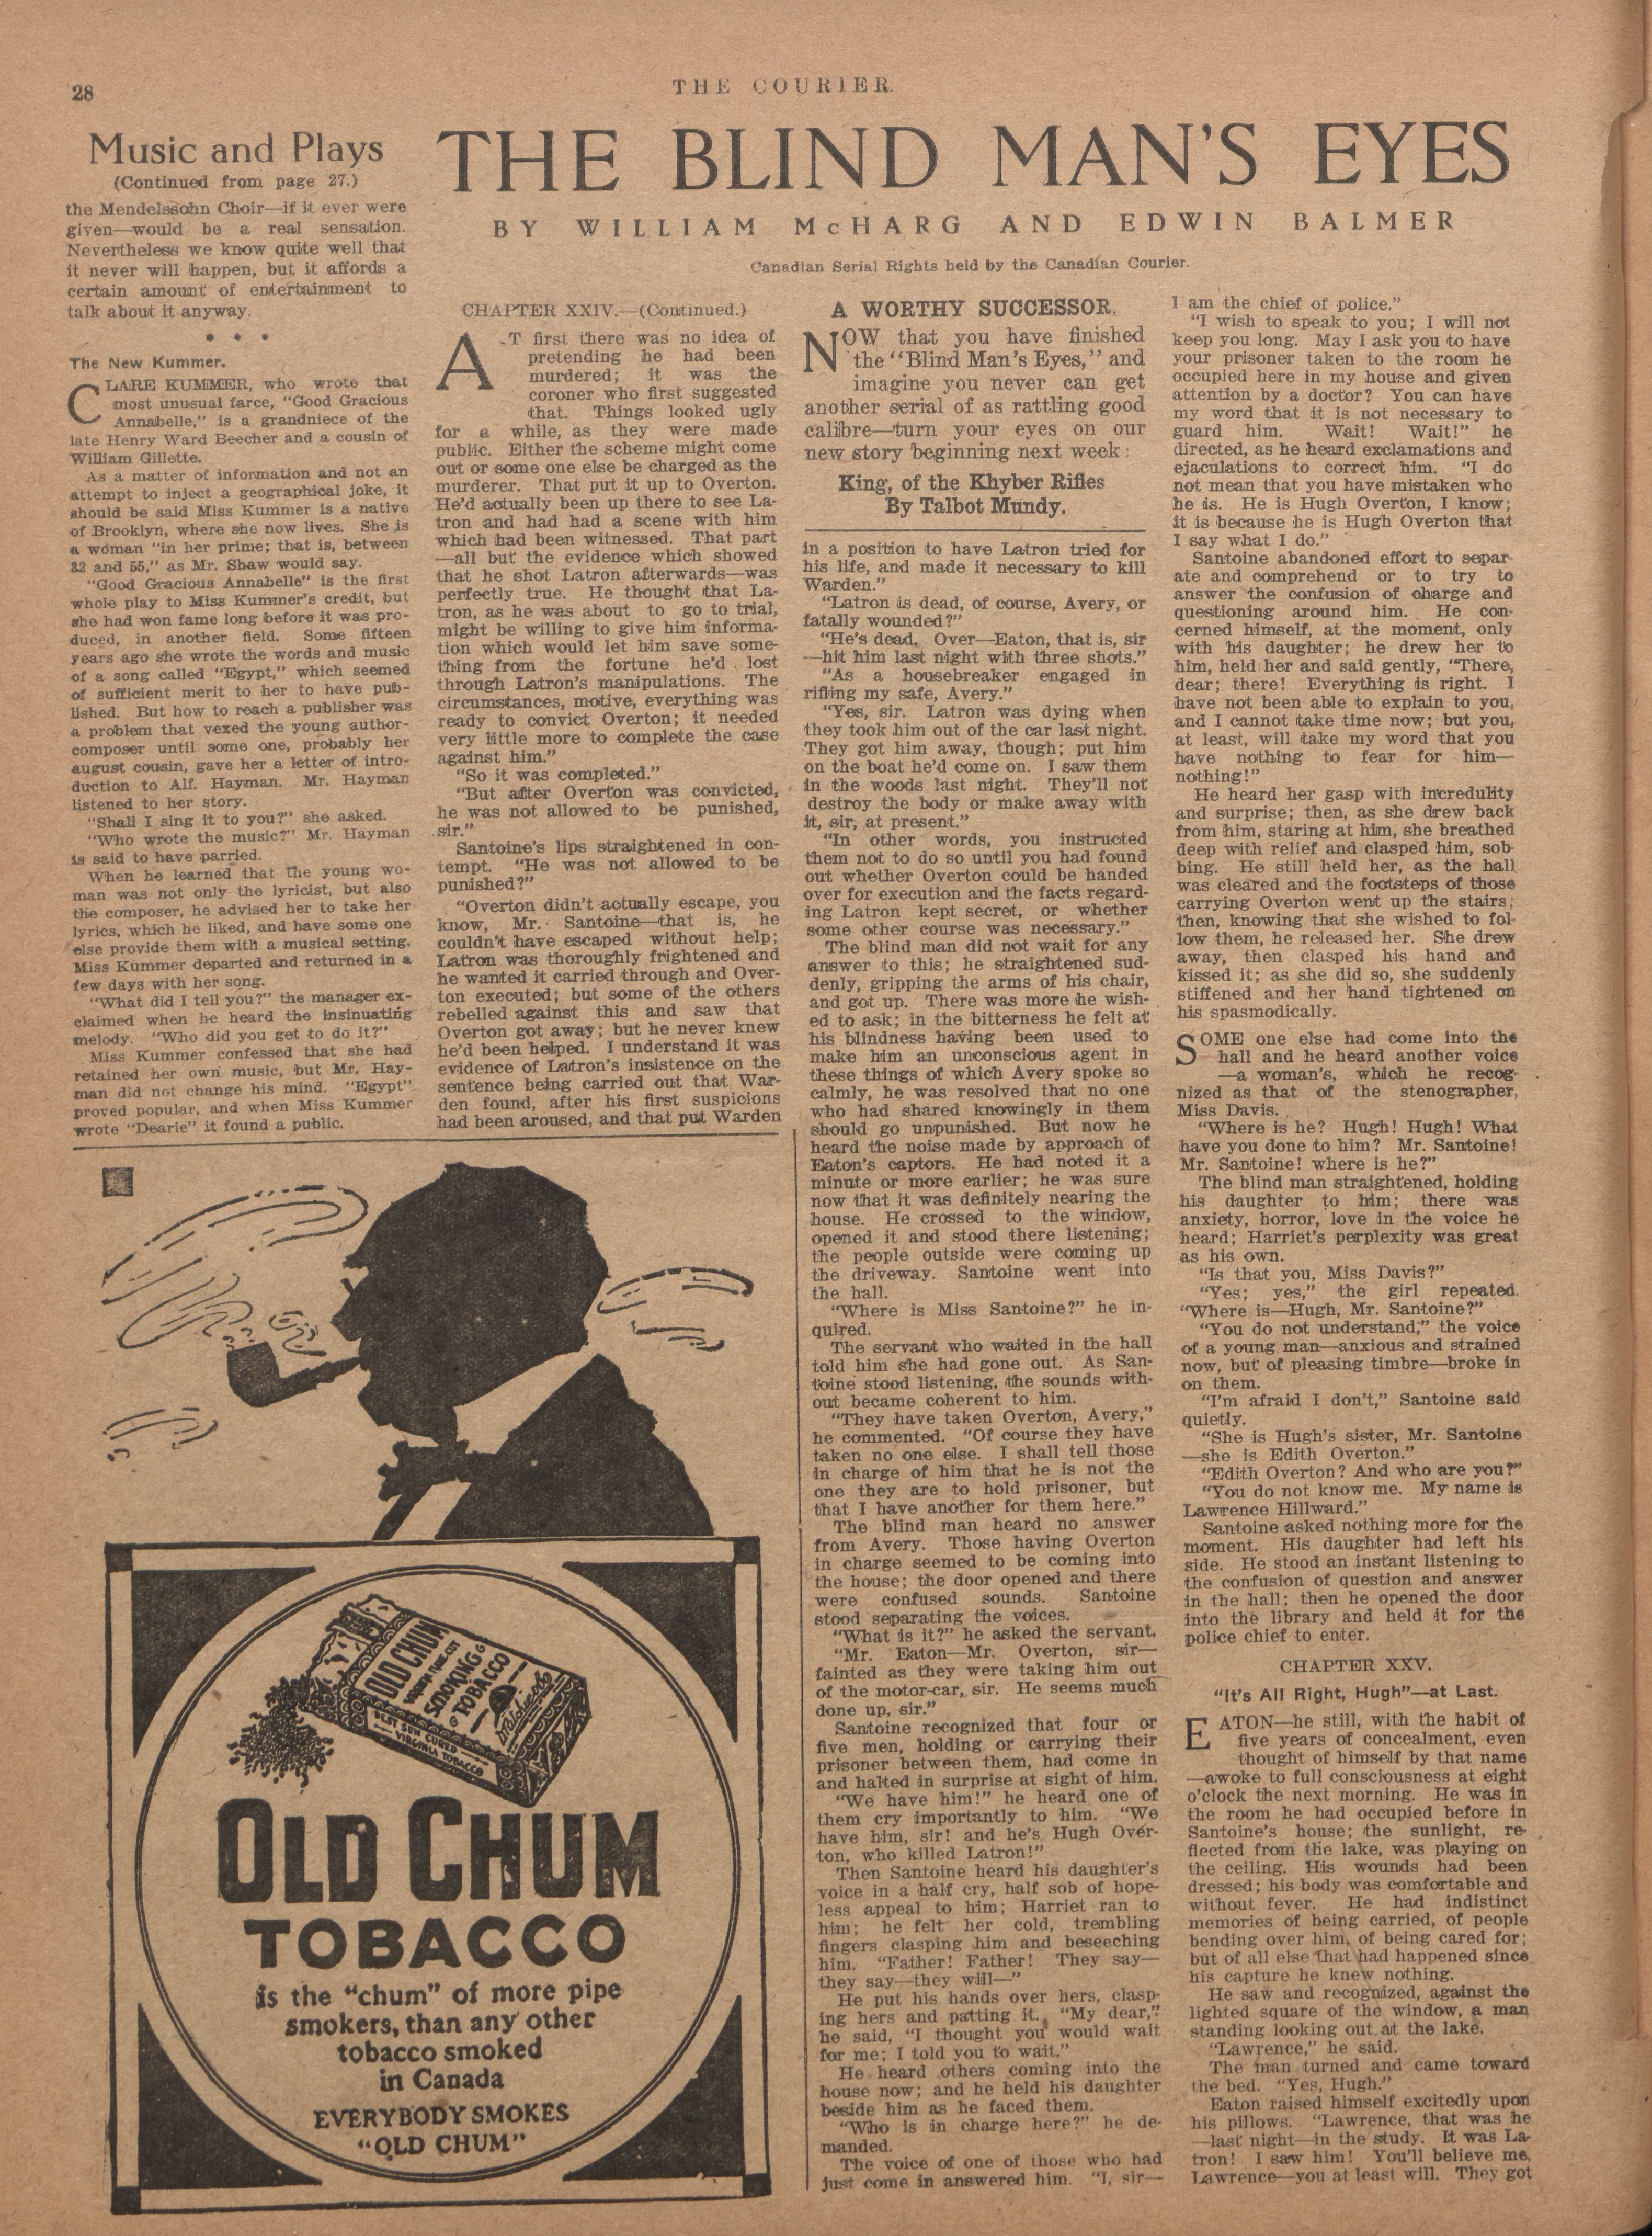 28
THE COURIER.
Music and Plays
(Continued from page 27.)
the Mendelssohn Choir—if it ever were
given—would be a real sensation.
Nevertheless we know quite well that
it never will happen, but it affords a
certain amount of entertainment to
talk about it anyway.
* * *
The New Kummer.
CLARE KUMMER, who wrote that
most unusual farce, "Good Gracious
Annabelle," is a grandniece of the
late Henry Ward Beecher and a cousin of
William Gillette.
As a matter of information and not an
attempt to inject a geographical joke, it
should be said Miss Kummer is a native
of Brooklyn, where she now lives. She is
a woman "in her prime; that is, between
32 and 55," as Mr. Shaw would say.
"Good Gracious Annabelle" is the first
whole play to Miss Kummer's credit, but
she had won fame long before it was pro-
duced, in another field. Some fifteen
years ago she wrote the words and music
of a song called "Egypt," which seemed
of sufficient merit to her to have pub-
lished. But how to reach a publisher was
a problem that vexed the young author-
composer until some one, probably her
august cousin, gave her a letter of intro-
duction to Alf. Hayman. Mr. Hayman
listened to her story.
"Shall I sing it to you?" she asked.
"Who wrote the music?" Mr. Hayman
is said to have parried.
When he learned that the young wo-
man was not only the lyricist, but also
the composer, he advised her to take her
lyrics, which he liked, and have some one
else provide them with a musical setting.
Miss Kummer departed and returned in a
few days with her song.
"What did I tell you?" the manager ex-
claimed when he heard the insinuating
melody. "Who did you get to do it?"
Miss Kummer confessed that she had
retained her own music, but Mr. Hay-
man did not change his mind. "Egypt"
proved popular, and when Miss Kummer
wrote "Dearie" it found a public.
THE BLIND MAN'S EYES
BY WILLIAM McHARG AND EDWIN BALMER
Canadian Serial Rights held by the Canadian Courier.
CHAPTER XXIV.—(Continued.)
AT first there was no idea of
pretending he had been
murdered; it was the
coroner who first suggested
that. Things looked ugly
for a while, as they were made
public. Either the scheme might come
out or some one else be charged as the
murderer. That put it up to Overton.
He'd actually been up there to see La-
tron and had had a scene with him
which had been witnessed. That part
—all but the evidence which showed
that he shot Latron afterwards—was
perfectly true. He thought that La-
tron, as he was about to go to trial,
might be willing to give him informa-
tion which would let him save some-
thing from the fortune he'd lost
through Latron's manipulations. The
circumstances, motive, everything was
ready to convict Overton; it needed
very little more to complete the case
against him."
"So it was completed."
"But after Overton was convicted,
he was not allowed to be punished,
sir."
Santoine's lips straightened in con-
tempt. "He was not allowed to be
punished?"
"Overton didn't actually escape, you
know, Mr. Santoine—that is, he
couldn't have escaped without help;
Latron was thoroughly frightened and
he wanted it carried through and Over-
ton executed; but some of the others
rebelled against this and saw that
Overton got away; but he never knew
he'd been helped. I understand it was
evidence of Latron's insistence on the
sentence being carried out that War-
den found, after his first suspicions
had been aroused, and that put Warden
A WORTHY SUCCESSOR.
NOW that you have finished
the "Blind Man's Eyes," and
imagine you never can get
another serial of as rattling good
calibre—turn your eyes on our
new story beginning next week:
King, of the Khyber Rifles
By Talbot Mundy.
in a position to have Latron tried for
his life, and made it necessary to kill
Warden."
"Latron is dead, of course, Avery, or
fatally wounded?"
"He's dead. Over—Eaton, that is, sir
—hit him last night with three shots."
"As a housebreaker engaged in
rifling my safe, Avery."
"Yes, sir. Latron was dying when
they took him out of the car last night.
They got him away, though; put him
on the boat he'd come on. I saw them
in the woods last night. They'll not
destroy the body or make away with
it, sir, at present."
"In other words, you instructed
them not to do so until you had found
out whether Overton could be handed
over for execution and the facts regard-
ing Latron kept secret, or whether
some other course was necessary."
The blind man did not wait for any
answer to this; he straightened sud-
denly, gripping the arms of his chair,
and got up. There was more he wish-
ed to ask; in the bitterness he felt at
his blindness having been used to
make him an unconscious agent in
these things of which Avery spoke so
calmly, he was resolved that no one
who had shared knowingly in them
should go unpunished. But now he
heard the noise made by approach of
Eaton's captors. He had noted it a
minute or more earlier; he was sure
now that it was definitely nearing the
house. He crossed to the window,
opened it and stood there listening;
the people outside were coming up
the driveway. Santoine went into
the hall.
"Where is Miss Santoine?" he in-
quired.
The servant who waited in the hall
told him she had gone out. As San-
toine stood listening, the sounds with-
out became coherent to him.
"They have taken Overton, Avery,"
he commented. "Of course they have
taken no one else. I shall tell those
in charge of him that he is not the
one they are to hold prisoner, but
that I have another for them here."
The blind man heard no answer
from Avery. Those having Overton
in charge seemed to be coming into
the house; the door opened and there
were confused sounds. Santoine
stood separating the voices.
"What is it?" he asked the servant.
"Mr. Eaton—Mr. Overton, sir—
fainted as they were taking him out
of the motor-car, sir. He seems much
done up, sir."
Santoine recognized that four or
five men, holding or carrying their
prisoner between them, had come in
and halted in surprise at sight of him.
"We have him!" he heard one of
them cry importantly to him. "We
have him, sir! and he's Hugh Over-
ton, who killed Latron!"
Then Santoine heard his daughter's
voice in a half cry, half sob of hope-
less appeal to him; Harriet ran to
him; he felt her cold, trembling
fingers clasping him and beseeching
him. "Father! Father! They say—
they say—they will—"
He put his hands over hers, clasp-
ing hers and patting it. "My dear,"
he said, "I thought you would wait
for me; I told you to wait."
He heard others coming into the
house now; and he held his daughter
beside him as he faced them.
"Who is in charge here?" he de-
manded.
The voice of one of those who had
just come in answered him. "I, sir—
I am the chief of police."
"I wish to speak to you; I will not
keep you long. May I ask you to have
your prisoner taken to the room he
occupied here in my house and given
attention by a doctor? You can have
my word that it is not necessary to
guard him. Wait! Wait!" he
directed, as he heard exclamations and
ejaculations to correct him. "I do
not mean that you have mistaken who
he is. He is Hugh Overton, I know;
it is because he is Hugh Overton that
I say what I do."
Santoine abandoned effort to separ-
ate and comprehend or to try to
answer the confusion of charge and
questioning around him. He con-
cerned himself, at the moment, only
with his daughter; he drew her to
him, held her and said gently, "There,
dear; there! Everything is right. I
have not been able to explain to you,
and I cannot take time now; but you,
at least, will take my word that you
have nothing to fear for him—
nothing!"
He heard her gasp with incredulity
and surprise; then, as she drew back
from him, staring at him, she breathed
deep with relief and clasped him, sob-
bing. He still held her, as the hall
was cleared and the footsteps of those
carrying Overton went up the stairs;
then, knowing that she wished to fol-
low them, he released her. She drew
away, then clasped his hand and
kissed it; as she did so, she suddenly
stiffened and her hand tightened on
his spasmodically.
SOME one else had come into the
hall and he heard another voice
—a woman's, which he recog-
nized as that of the stenographer,
Miss Davis.
"Where is he? Hugh! Hugh! What
have you done to him? Mr. Santoine!
Mr. Santoine! where is he?"
The blind man straightened, holding
his daughter to him; there was
anxiety, horror, love in the voice he
heard; Harriet's perplexity was great
as his own.
"Is that you, Miss Davis?"
"Yes; yes," the girl repeated.
"Where is—Hugh, Mr. Santoine?"
"You do not understand," the voice
of a young man—anxious and strained
now, but of pleasing timbre—broke in
on them.
"I'm afraid I don't," Santoine said
quietly.
"She is Hugh's sister, Mr. Santoine
—she is Edith Overton."
"Edith Overton? And who are you?"
"You do not know me. My name is
Lawrence Hillward."
Santoine asked nothing more for the
moment. His daughter had left his
side. He stood an instant listening to
the confusion of question and answer
in the hall; then he opened the door
into the library and held it for the
police chief to enter.
CHAPTER XXV.
"It's All Right, Hugh"—at Last.
EATON—he still, with the habit of
five years of concealment, even
thought of himself by that name
—awoke to full consciousness at eight
o'clock the next morning. He was in
the room he had occupied before in
Santoine's house; the sunlight, re-
flected from the lake, was playing on
the ceiling. His wounds had been
dressed; his body was comfortable and
without fever. He had indistinct
memories of being carried, of people
bending over him, of being cared for;
but of all else that had happened since
his capture he knew nothing.
He saw and recognized, against the
lighted square of the window, a man
standing looking out at the lake.
"Lawrence," he said.
The man turned and came toward
the bed. "Yes, Hugh."
Eaton raised himself excitedly upon
his pillows. "Lawrence, that was he
—last night—in the study. It was La-
tron! I saw him! You'll believe me,
Lawrence—you at least will. They got
OLD CHUM
SMOKING
TOBACCO
BEST SUN CURED
VIRGINIA TOBACCO
OLD CHUM
TOBACCO
is the "chum" of more pipe
smokers, than any other
tobacco smoked
in Canada
EVERYBODY SMOKES
"OLD CHUM"